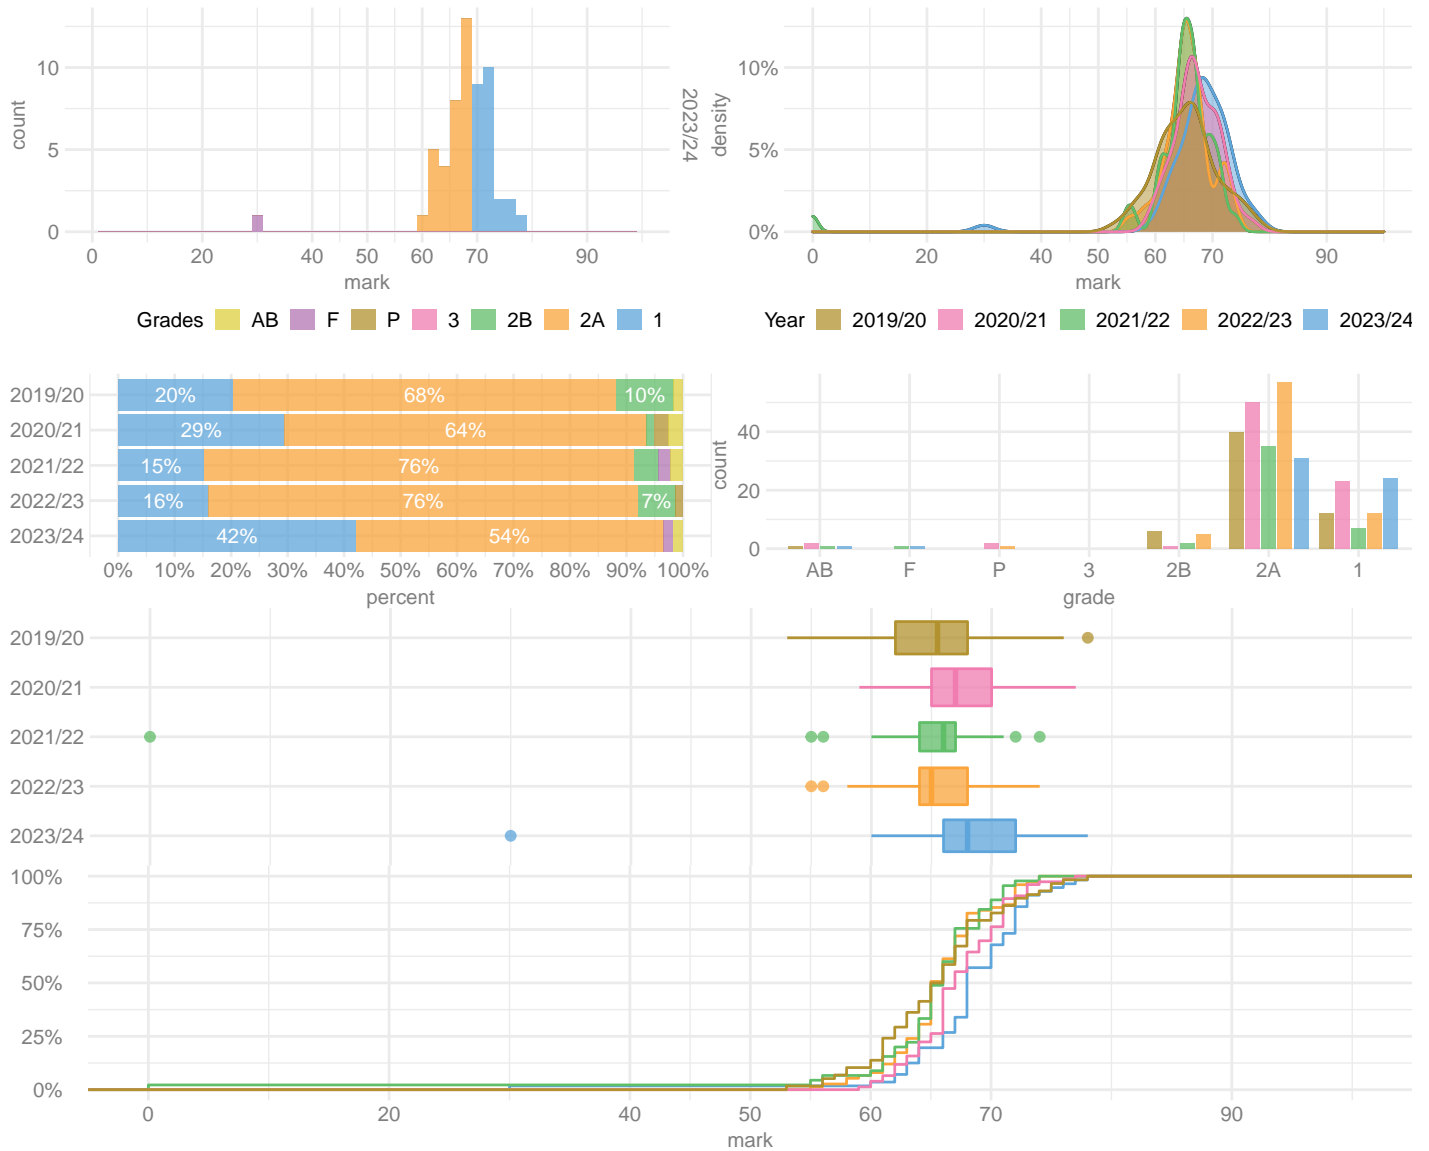 10
5
0
count
0
20
40
50
60
70
90
mark
2023/24
10%
5%
0%
density
0
20
40
50
60
70
90
mark
Grades AB F P 3 2B 2A 1
Year 2019/20 2020/21 2021/22 2022/23 2023/24
2019/20 20% 68% 10%
2020/21 29% 64%
2021/22 15% 76%
2022/23 16% 76% 7%
2023/24 42% 54%
0% 10% 20% 30% 40% 50% 60% 70% 80% 90% 100%
percent
40
20
0
count
AB F P 3 2B 2A 1
grade
2019/20
2020/21
2021/22
2022/23
2023/24
100%
75%
50%
25%
0%
0 20 40 50 60 70 90
mark